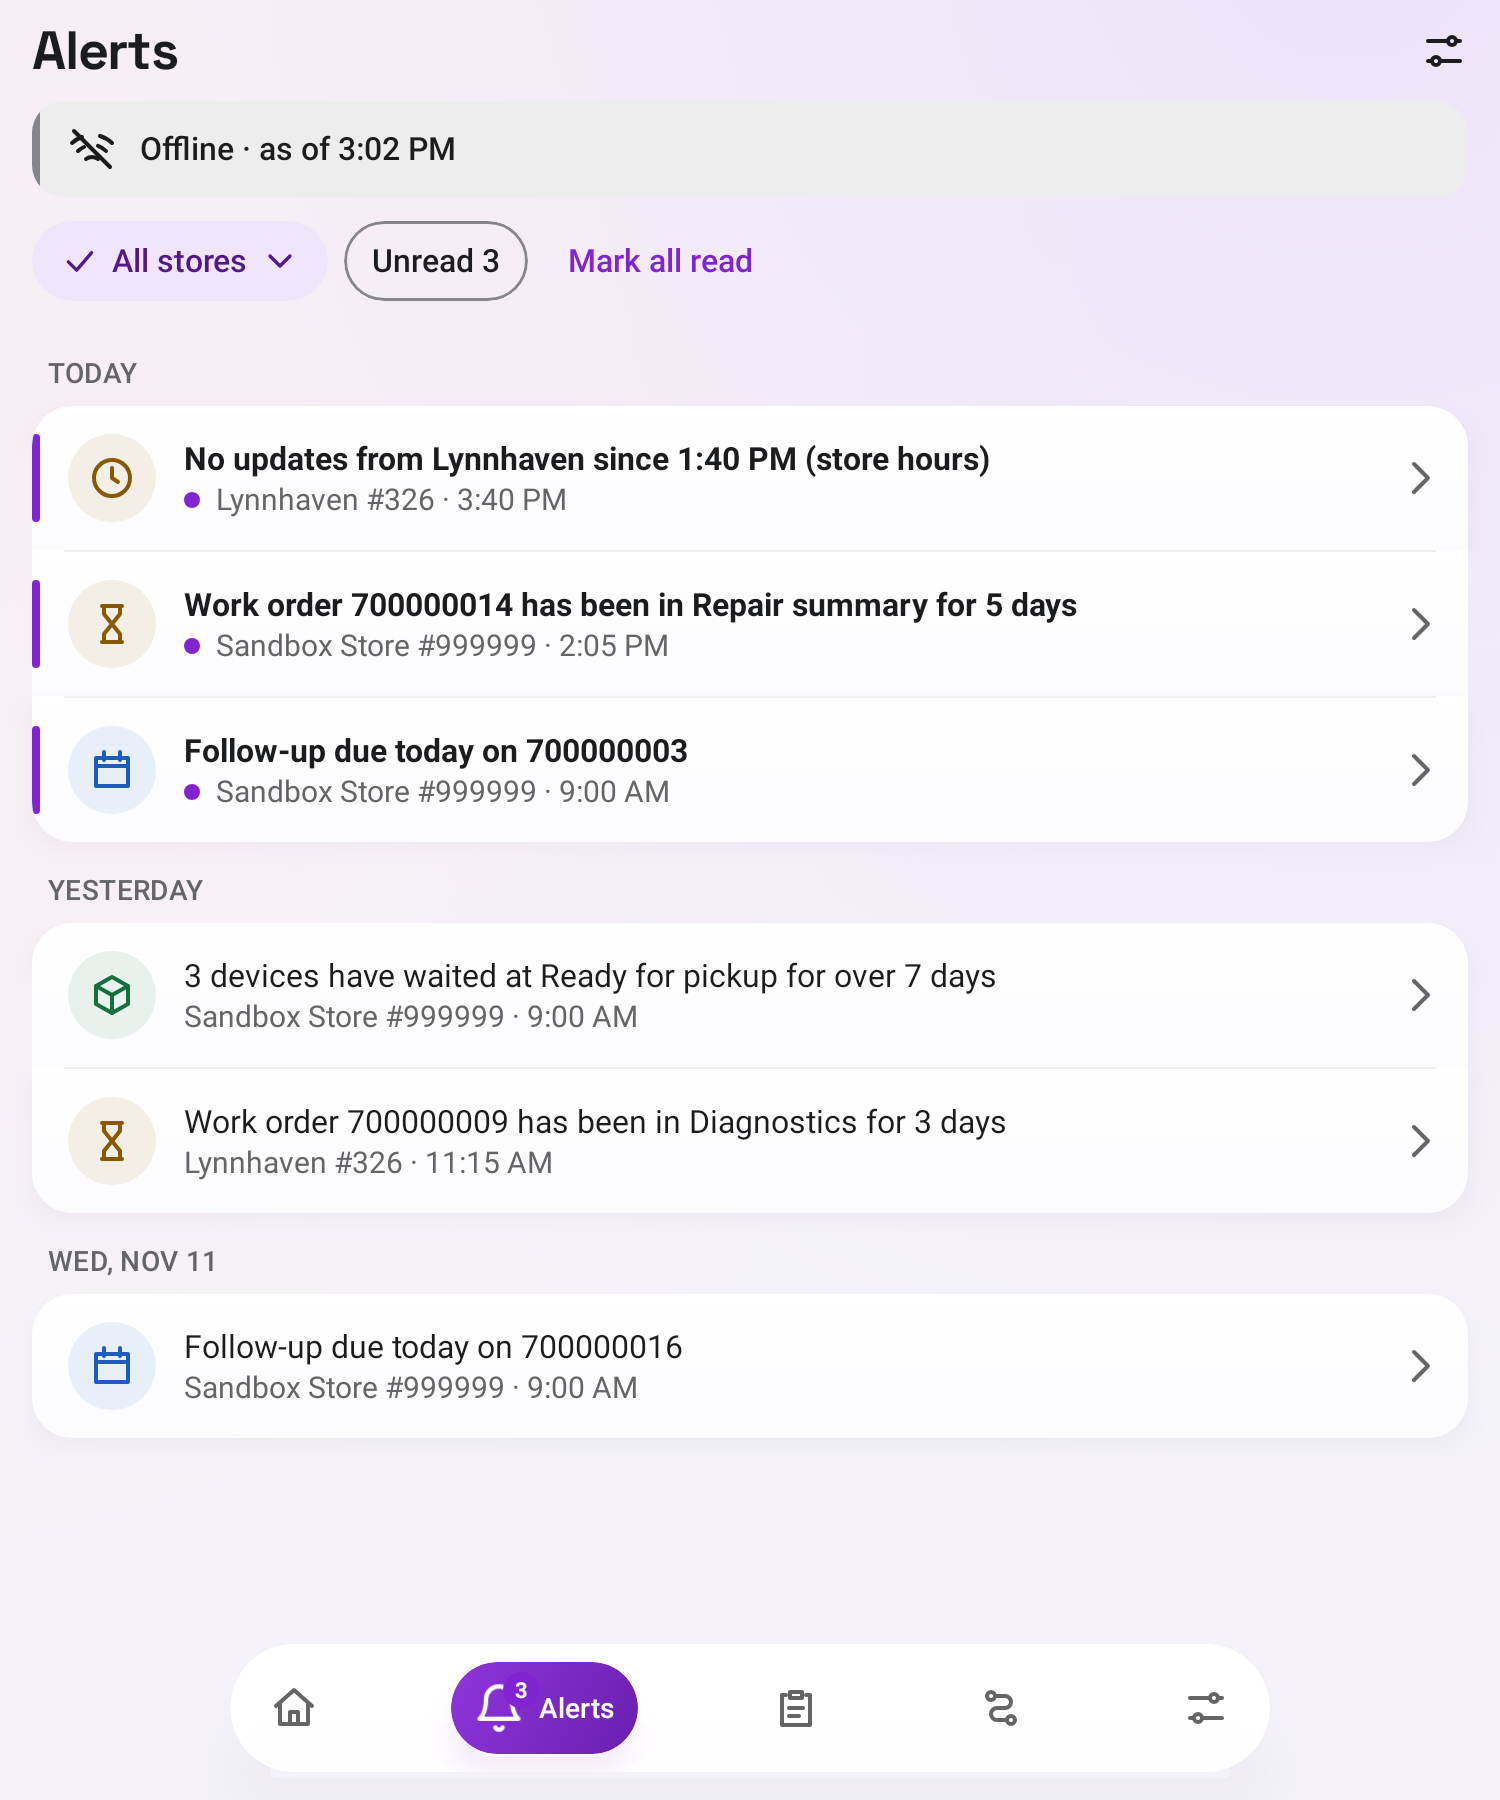 Alerts
Offline · as of 3:02 PM
All stores
Unread 3
Mark all read
TODAY
No updates from Lynnhaven since 1:40 PM (store hours)
Lynnhaven #326 · 3:40 PM
Work order 700000014 has been in Repair summary for 5 days
Sandbox Store #999999 · 2:05 PM
Follow-up due today on 700000003
Sandbox Store #999999 · 9:00 AM
YESTERDAY
3 devices have waited at Ready for pickup for over 7 days
Sandbox Store #999999 · 9:00 AM
Work order 700000009 has been in Diagnostics for 3 days
Lynnhaven #326 · 11:15 AM
WED, NOV 11
Follow-up due today on 700000016
Sandbox Store #999999 · 9:00 AM
3
Alerts